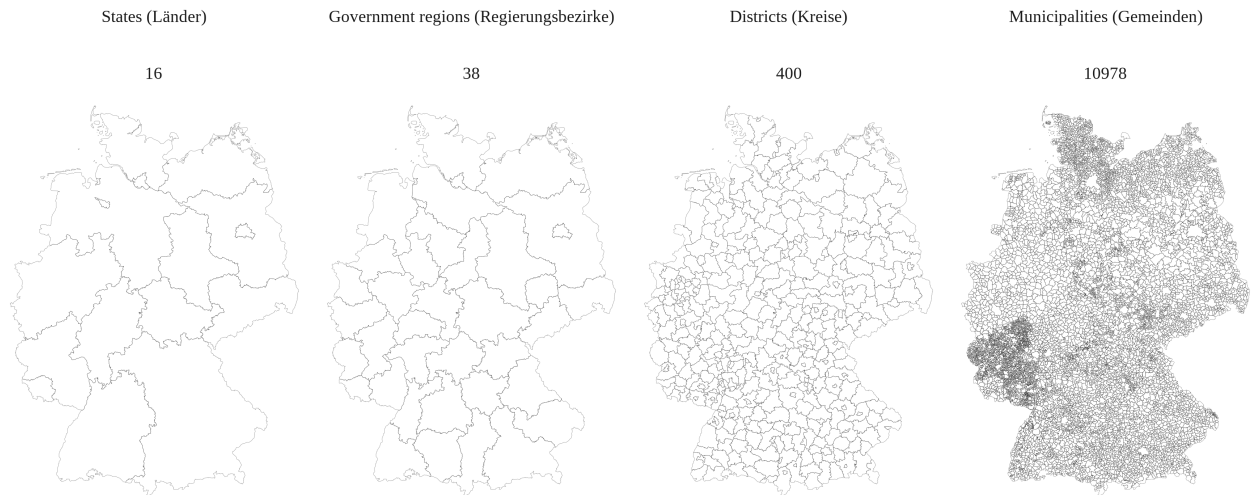 States (Länder)
Government regions (Regierungsbezirke)
Districts (Kreise)
Municipalities (Gemeinden)
16
38
400
10978